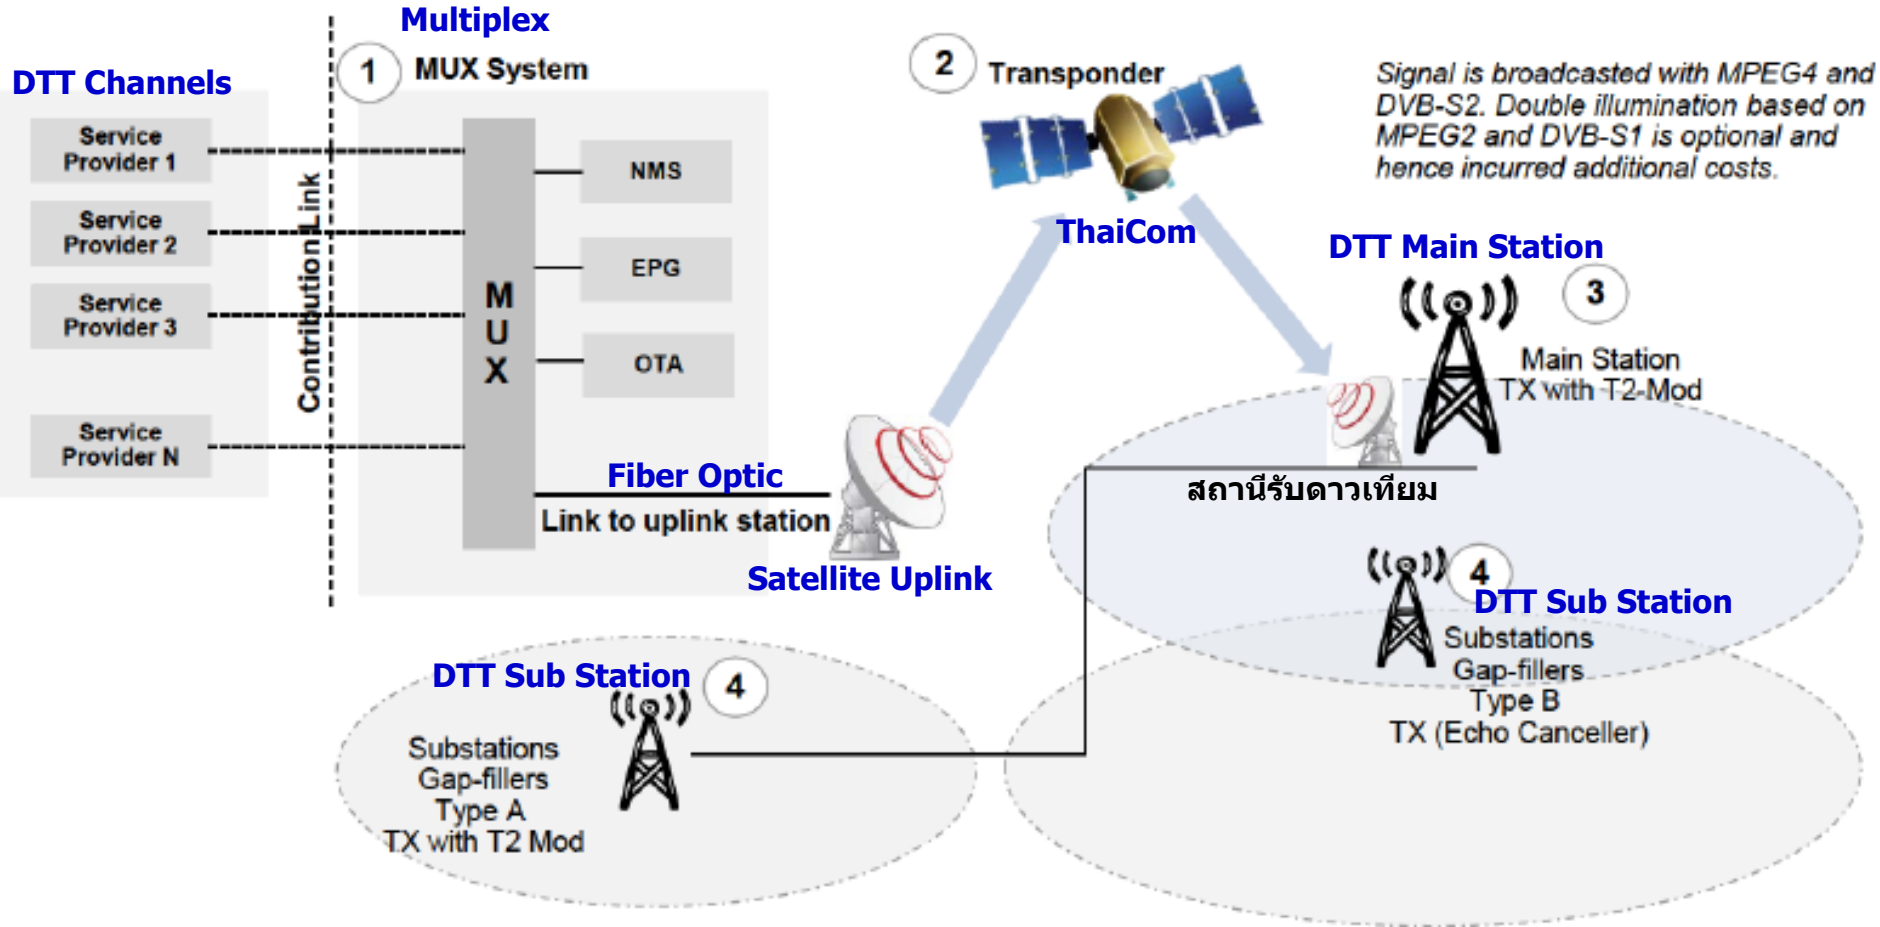 Multiplex
DTT Channels
1
MUX System
2
Transponder
Signal is broadcasted with MPEG4 and
DVB-S2. Double illumination based on
MPEG2 and DVB-S1 is optional and
hence incurred additional costs.
Service
Provider 1
Service
Provider 2
Service
Provider 3
Service
Provider N
Contribution Link
MUX
NMS
EPG
OTA
ThaiCom
DTT Main Station
3
Main Station
TX with T2-Mod
Fiber Optic
Link to uplink station
Satellite Uplink
สถานีรับดาวเทียม
4
DTT Sub Station
Substations
Gap-fillers
Type B
TX (Echo Canceller)
DTT Sub Station
4
Substations
Gap-fillers
Type A
TX with T2 Mod